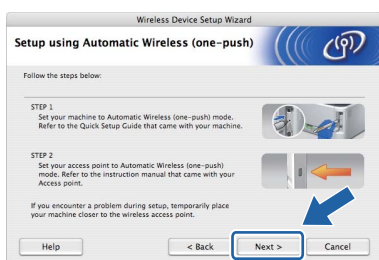 Wireless Device Setup Wizard
Setup using Automatic Wireless (one-push)
Follow the steps below:
STEP 1
Set your machine to Automatic Wireless (one-push) mode.
Refer to the Quick Setup Guide that came with your machine.
STEP 2
Set your access point to Automatic Wireless (one-push)
mode. Refer to the instruction manual that came with your
Access point.
If you encounter a problem during setup, temporarily place
your machine closer to the wireless access point.
Help < Back Next > Cancel